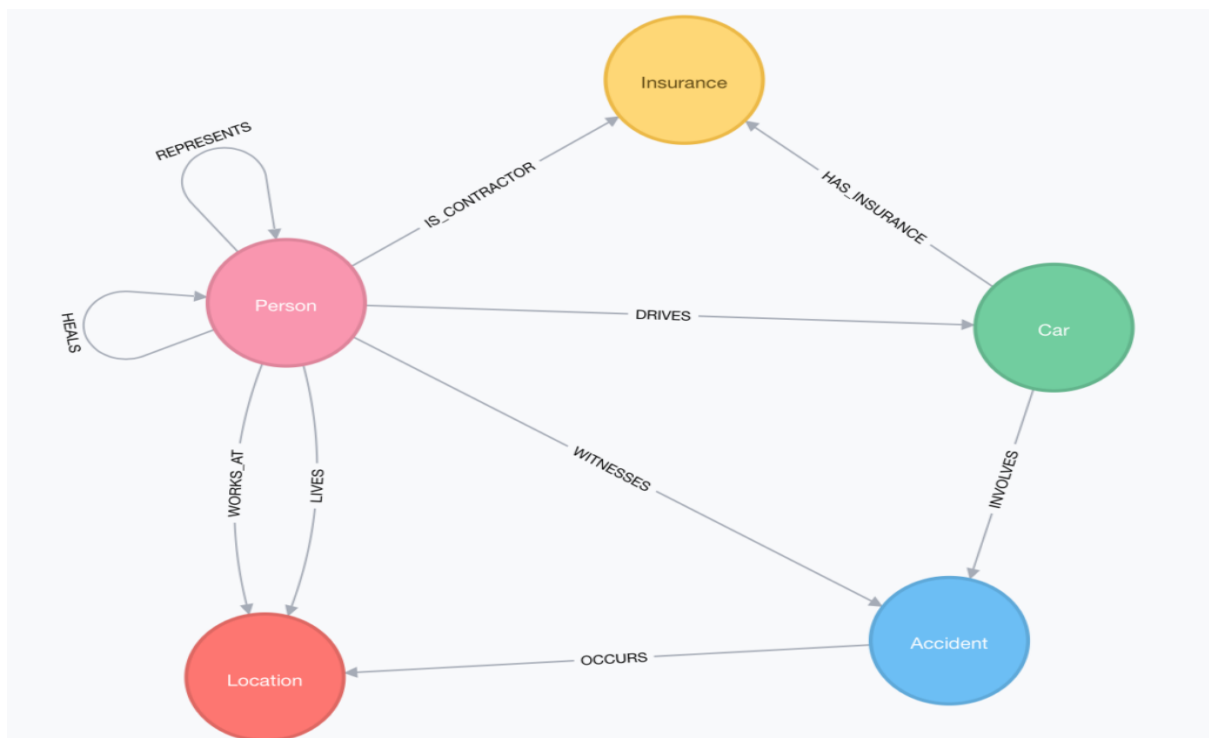 Insurance
REPRESENTS
IS_CONTRACTOR
HAS_INSURANCE
Person
DRIVES
Car
HEALS
WORKS_AT
LIVES
WITNESSES
INVOLVES
Accident
OCCURS
Location